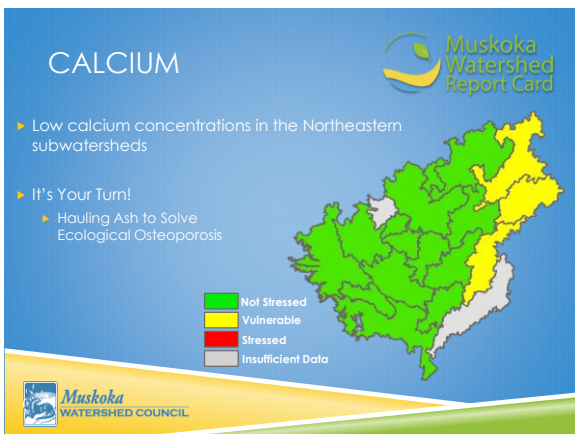 CALCIUM
Muskoka
Watershed
Report Card
Low calcium concentrations in the Northeastern
subwatersheds
It's Your Turn!
Hauling Ash to Solve
Ecological Osteoporosis
Not Stressed
Vulnerable
Stressed
Insufficient Data
Muskoka
WATERSHED COUNCIL